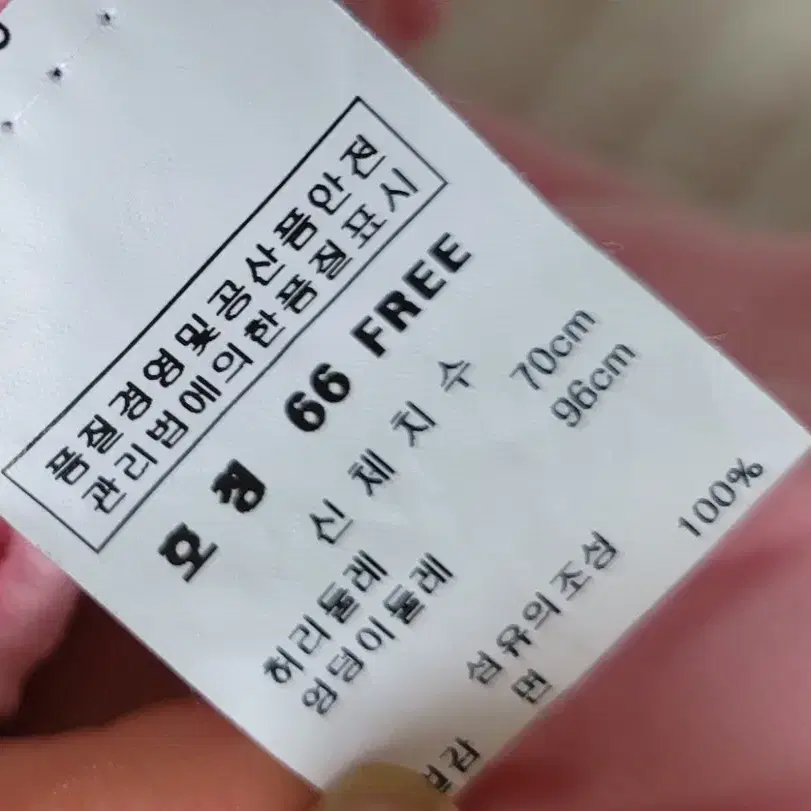 품질경영및공산품안전
관리법에의한품질표시
호칭 66 FREE
신체치수
허리둘레 70cm
엉덩이둘레 96cm
섬유의조성
면 100%